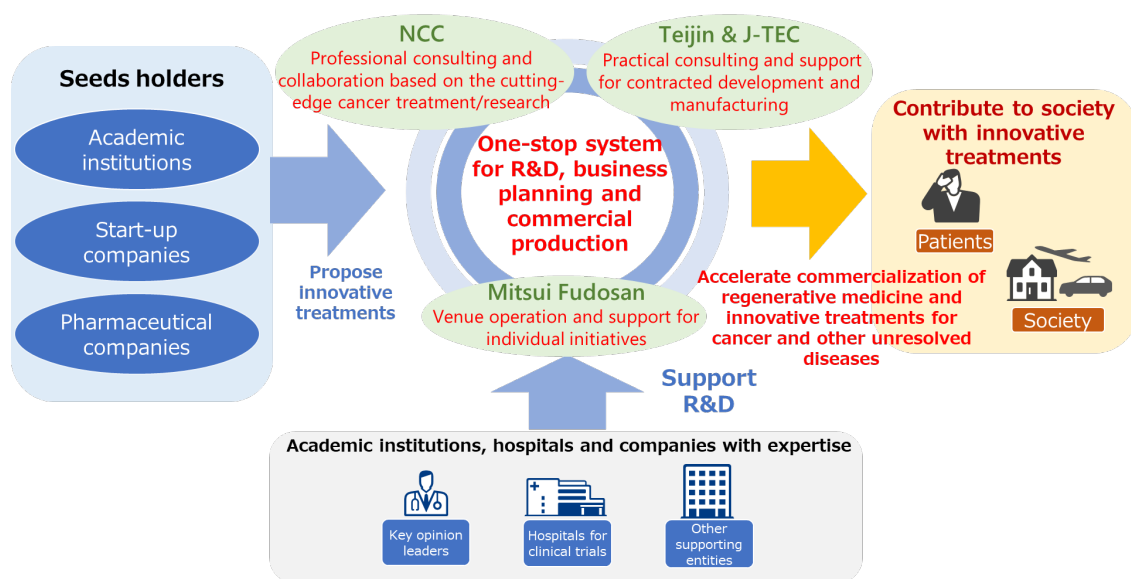 Seeds holders
Academic
institutions
Start-up
companies
Pharmaceutical
companies
Propose
innovative
treatments
NCC
Professional consulting and
collaboration based on the cutting-
edge cancer treatment/research
Teijin & J-TEC
Practical consulting and support
for contracted development and
manufacturing
One-stop system
for R&D, business
planning and
commercial
production
Mitsui Fudosan
Venue operation and support for
individual initiatives
Contribute to society
with innovative
treatments
Patients
Society
Accelerate commercialization of
regenerative medicine and
innovative treatments for
cancer and other unresolved
diseases
Support
R&D
Academic institutions, hospitals and companies with expertise
Key opinion
leaders
Hospitals for
clinical trials
Other
supporting
entities